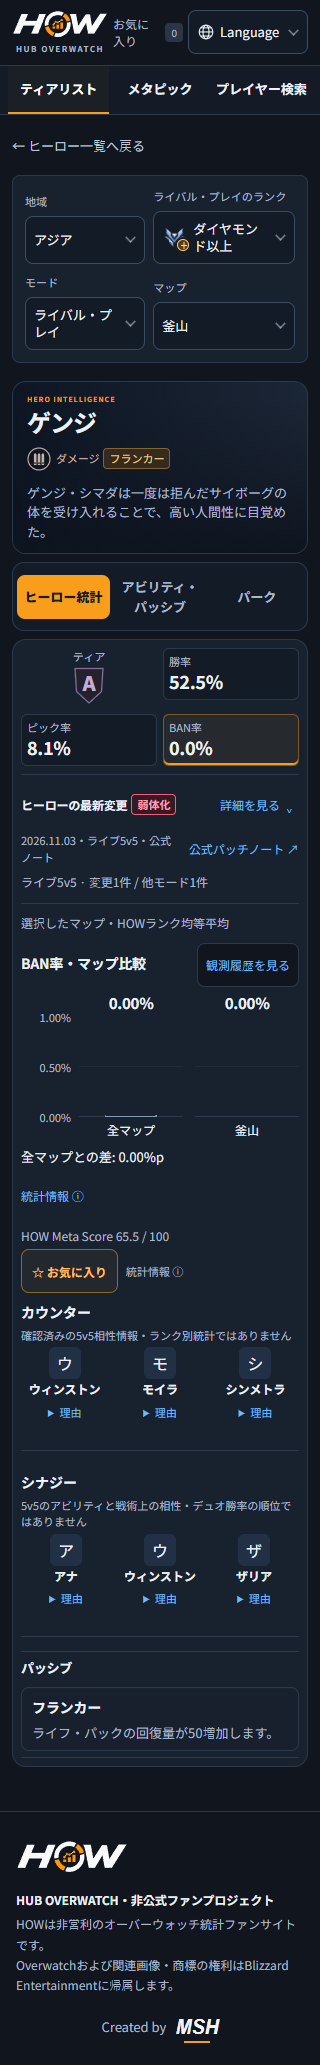 HOW
HUB OVERWATCH
お気に
入り
0
Language
ティアリスト
メタピック
プレイヤー検索
← ヒーロー一覧へ戻る
地域
ライバル・プレイのランク
アジア
ダイヤモン
ド以上
モード
マップ
ライバル・プ
レイ
釜山
HERO INTELLIGENCE
ゲンジ
ダメージ
フランカー
ゲンジ・シマダは一度は拒んだサイボーグの
体を受け入れることで、高い人間性に目覚め
た。
ヒーロー統計
アビリティ・
パッシブ
パーク
ティア
A
勝率
52.5%
ピック率
8.1%
BAN率
0.0%
ヒーローの最新変更
弱体化
詳細を見る
2026.11.03・ライブ5v5・公式
ノート
公式パッチノート ↗
ライブ5v5 · 変更1件 / 他モード1件
選択したマップ・HOWランク均等平均
BAN率・マップ比較
観測履歴を見る
0.00%
0.00%
1.00%
0.50%
0.00%
全マップ
釜山
全マップとの差: 0.00%p
統計情報 ⓘ
HOW Meta Score 65.5 / 100
☆ お気に入り
統計情報 ⓘ
カウンター
確認済みの5v5相性情報・ランク別統計ではありません
ウ
モ
シ
ウィンストン
モイラ
シンメトラ
▶ 理由
▶ 理由
▶ 理由
シナジー
5v5のアビリティと戦術上の相性・デュオ勝率の順位で
はありません
ア
ウ
ザ
アナ
ウィンストン
ザリア
▶ 理由
▶ 理由
▶ 理由
パッシブ
フランカー
ライフ・パックの回復量が50増加します。
HOW
HUB OVERWATCH・非公式ファンプロジェクト
HOWは非営利のオーバーウォッチ統計ファンサイト
です。
Overwatchおよび関連画像・商標の権利はBlizzard
Entertainmentに帰属します。
Created by MSH